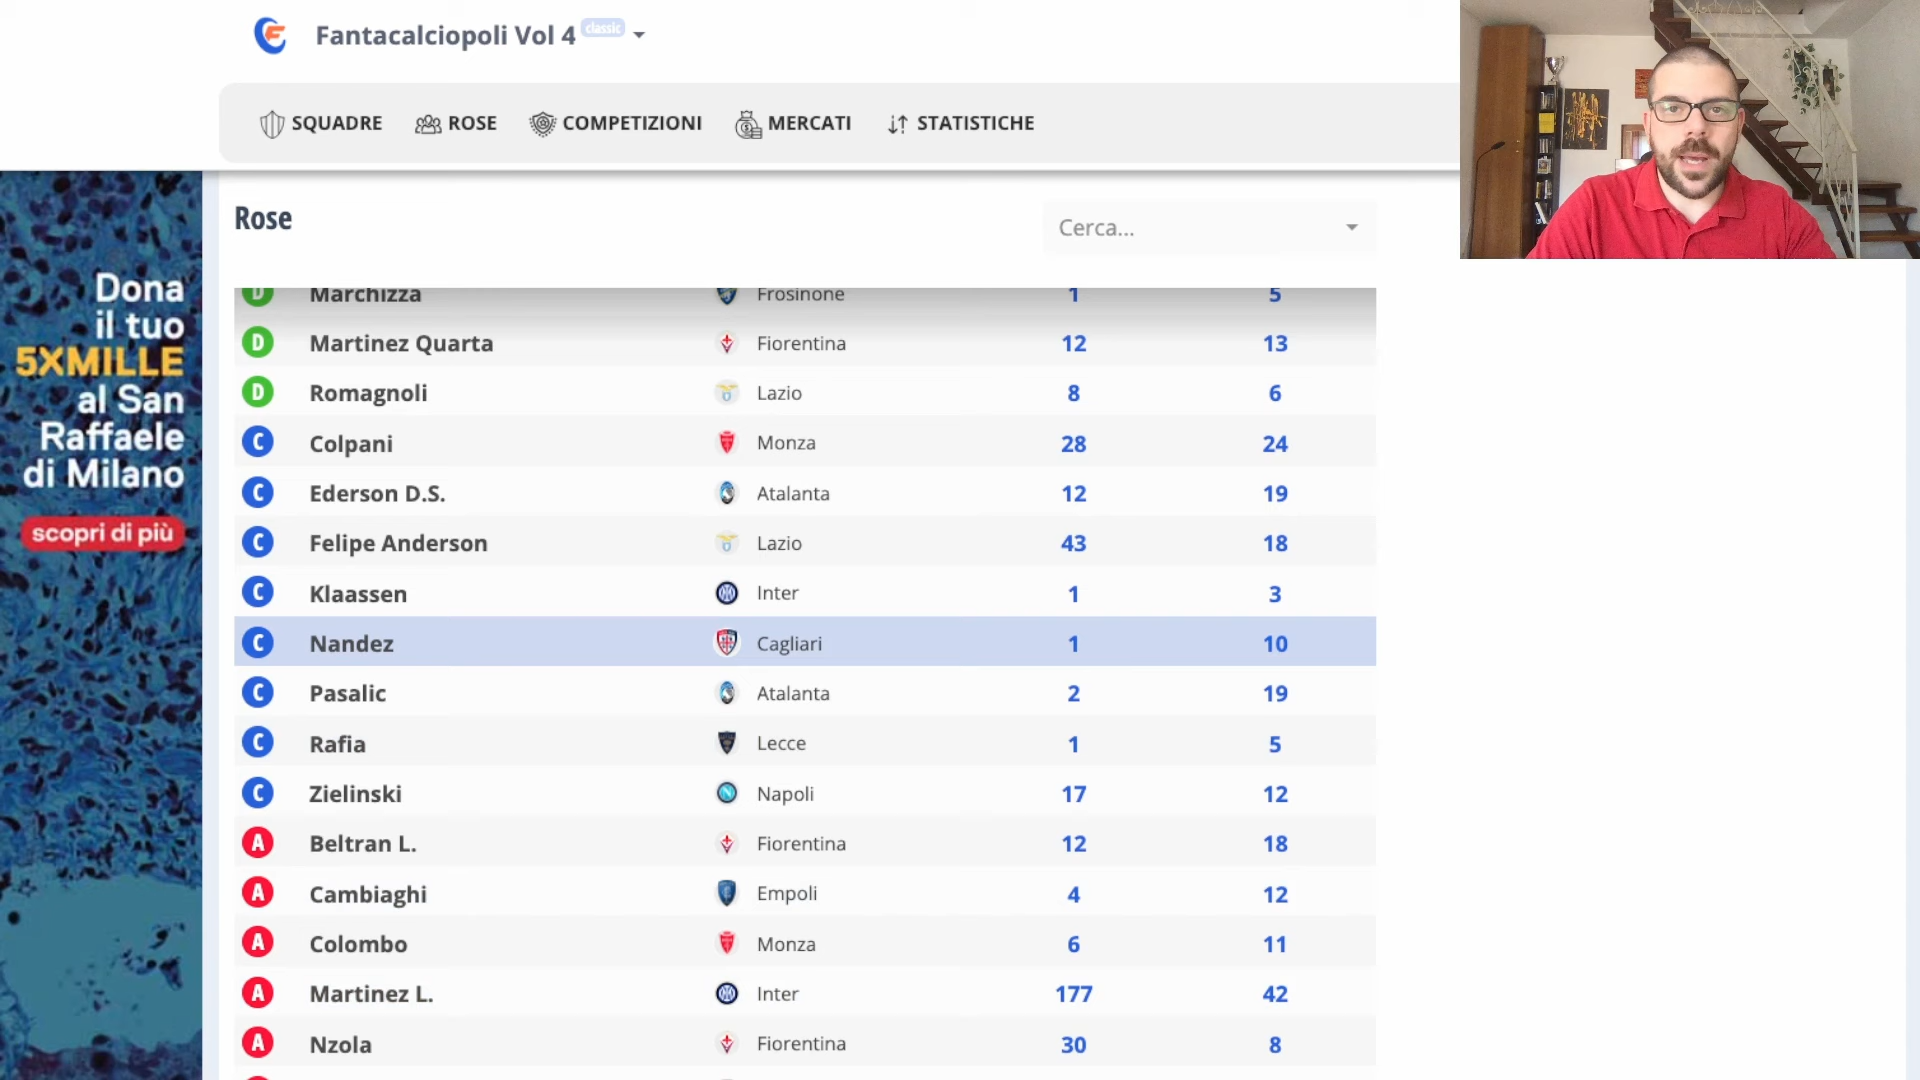 Fantacalciopoli Vol 4 classic
SQUADRE ROSE COMPETIZIONI MERCATI STATISTICHE
Rose
Cerca...
D Marchizza Frosinone 1 5
D Martinez Quarta Fiorentina 12 13
D Romagnoli Lazio 8 6
C Colpani Monza 28 24
C Ederson D.S. Atalanta 12 19
C Felipe Anderson Lazio 43 18
C Klaassen Inter 1 3
C Nandez Cagliari 1 10
C Pasalic Atalanta 2 19
C Rafia Lecce 1 5
C Zielinski Napoli 17 12
A Beltran L. Fiorentina 12 18
A Cambiaghi Empoli 4 12
A Colombo Monza 6 11
A Martinez L. Inter 177 42
A Nzola Fiorentina 30 8
Dona
il tuo
5XMILLE
al San
Raffaele
di Milano
scopri di più